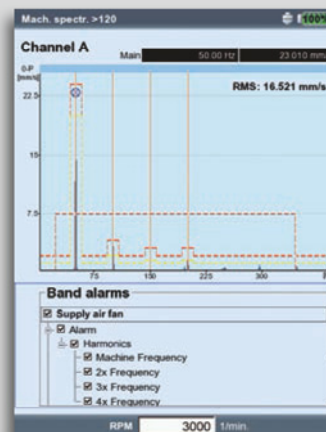 Mach. spectr. >120
100%
Channel A
Main 50.00 Hz 23.010 mm
0-P
[mm/s]
RMS: 16.521 mm/s
22.5
15
7.5
75 150 225 300
Band alarms
Supply air fan
Alarm
Harmonics
Machine Frequency
2x Frequency
3x Frequency
4x Frequency
RPM 3000 1/min.